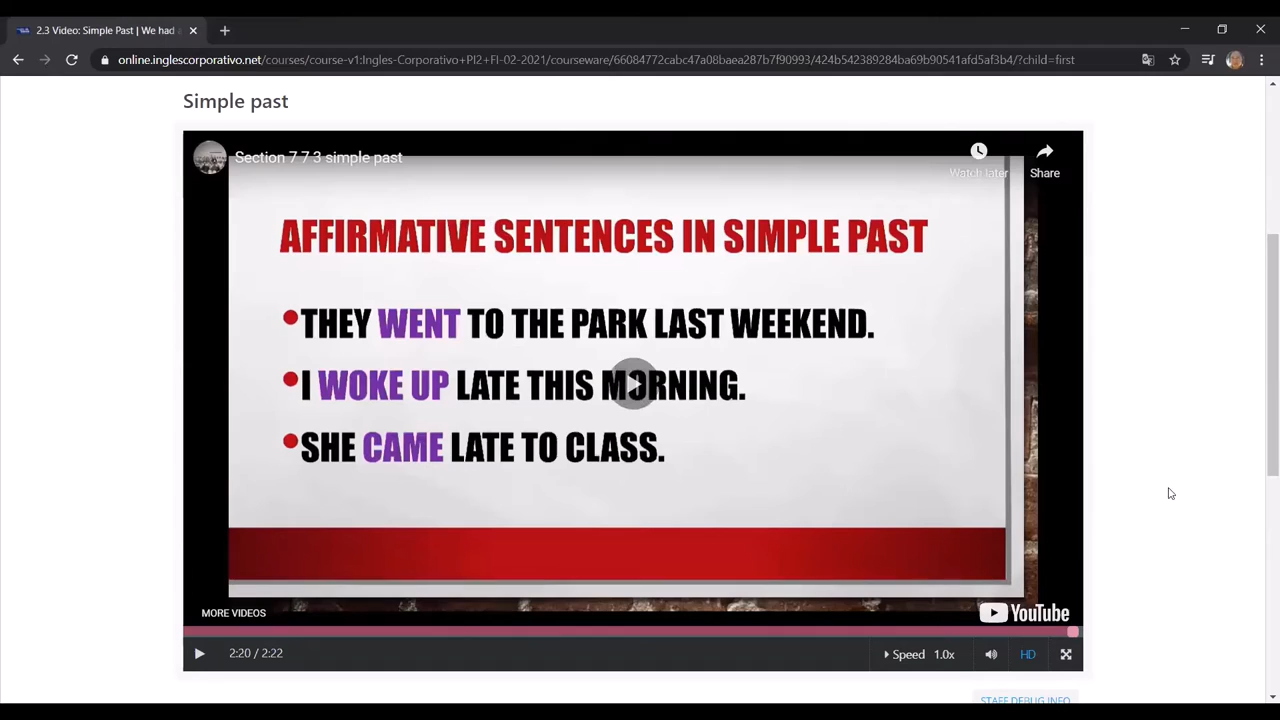 2.3 Video: Simple Past | We had
online.inglescorporativo.net/courses/course-v1:Ingles-Corporativo+PI2+FI-02-2021/courseware/66084772cabc47a08baea287b7f90993/424b542389284ba69b90541afd5af3b4/?child=first
Simple past
Section 7 7 3 simple past
Watch later
Share
AFFIRMATIVE SENTENCES IN SIMPLE PAST
•THEY WENT TO THE PARK LAST WEEKEND.
•I WOKE UP LATE THIS MORNING.
•SHE CAME LATE TO CLASS.
MORE VIDEOS
YouTube
2:20 / 2:22
Speed 1.0x
HD
STAFF DEBUG INFO